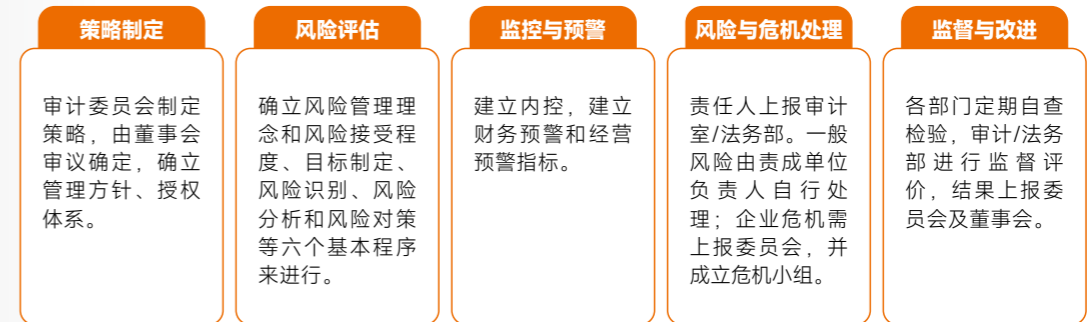 策略制定
审计委员会制定
策略，由董事会
审议确定，确立
管理方针、授权
体系。
风险评估
确立风险管理理
念和风险接受程
度、目标制定、
风险识别、风险
分析和风险对策
等六个基本程序
来进行。
监控与预警
建立内控，建立
财务预警和经营
预警指标。
风险与危机处理
责任人上报审计
室/法务部。一般
风险由责成单位
负责人自行处
理；企业危机需
上报委员会，并
成立危机小组。
监督与改进
各部门定期自查
检验，审计/法务
部进行监督评
价，结果上报委
员会及董事会。